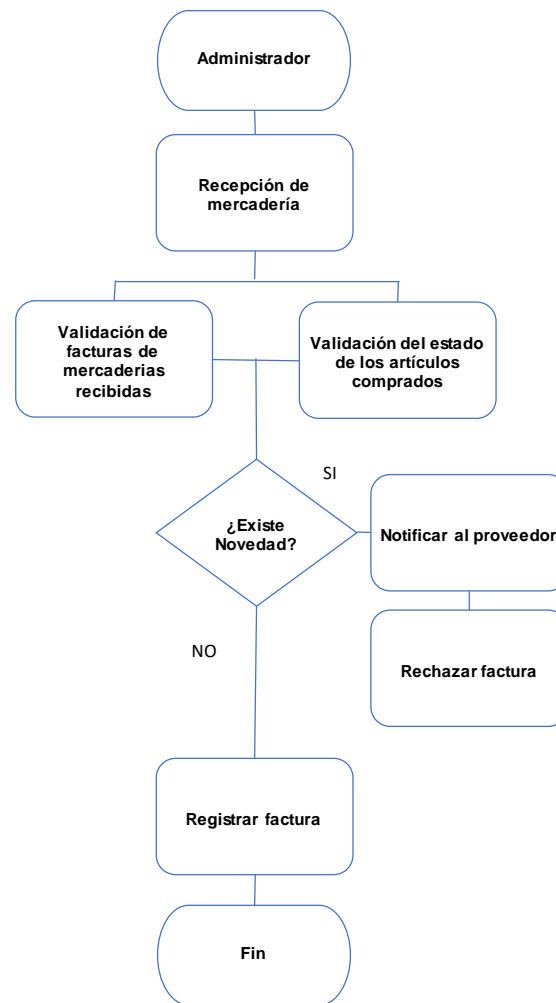 Administrador
Recepción de
mercadería
Validación de
facturas de
mercaderias
recibidas
Validación del estado
de los artículos
comprados
SI
¿Existe
Novedad?
Notificar al proveedor
NO
Rechazar factura
Registrar factura
Fin